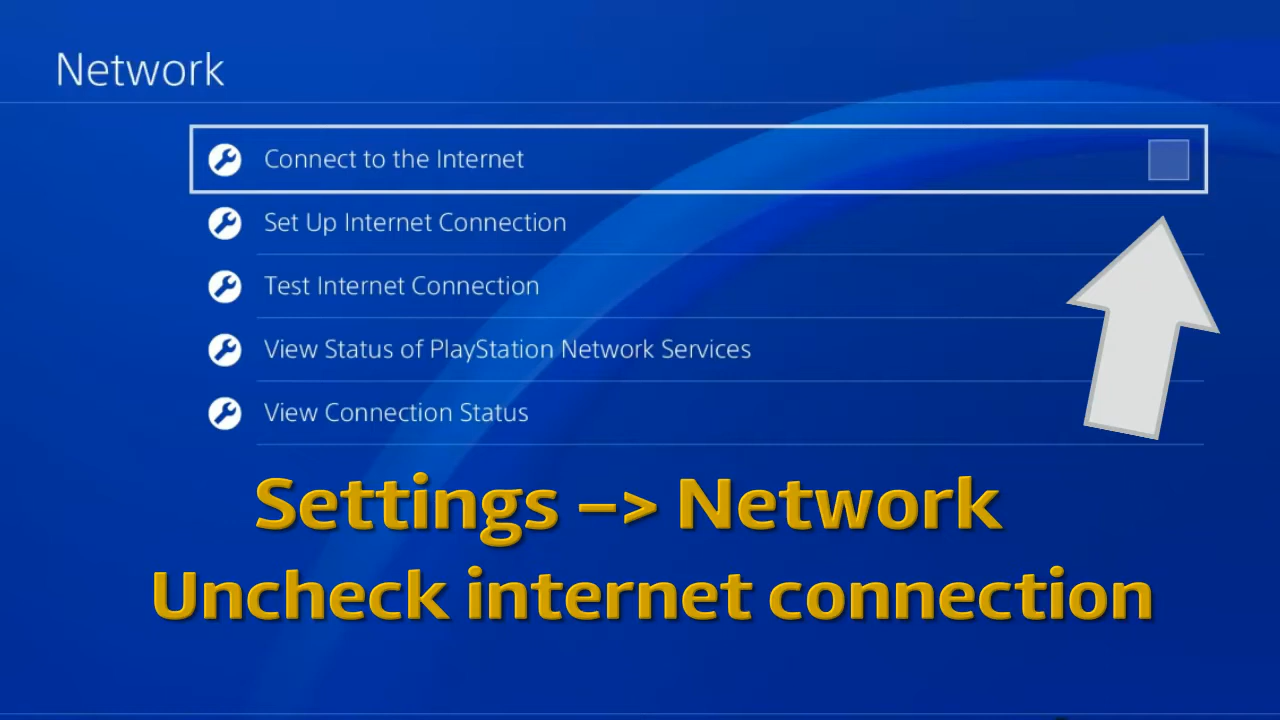 Network
Connect to the Internet
Set Up Internet Connection
Test Internet Connection
View Status of PlayStation Network Services
View Connection Status
Settings –> Network
Uncheck internet connection